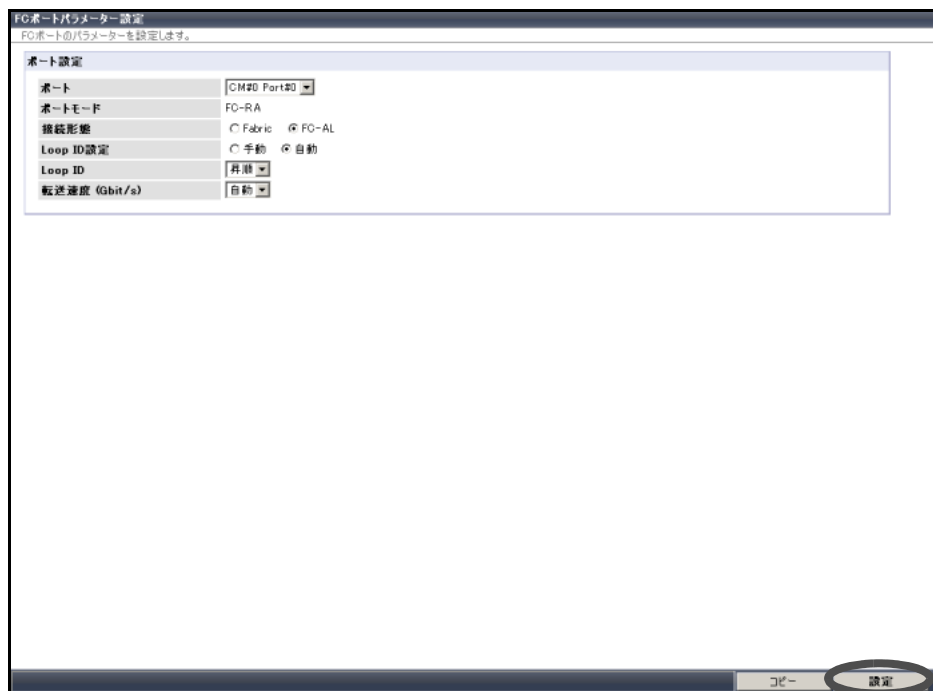 FCポートパラメーター設定
FCポートのパラメーターを設定します。
ポート設定
ポート CM#0 Port#0
ポートモード FC-RA
接続形態 Fabric FC-AL
Loop ID設定 手動 自動
Loop ID 昇順
転送速度 (Gbit/s) 自動
コピー 設定